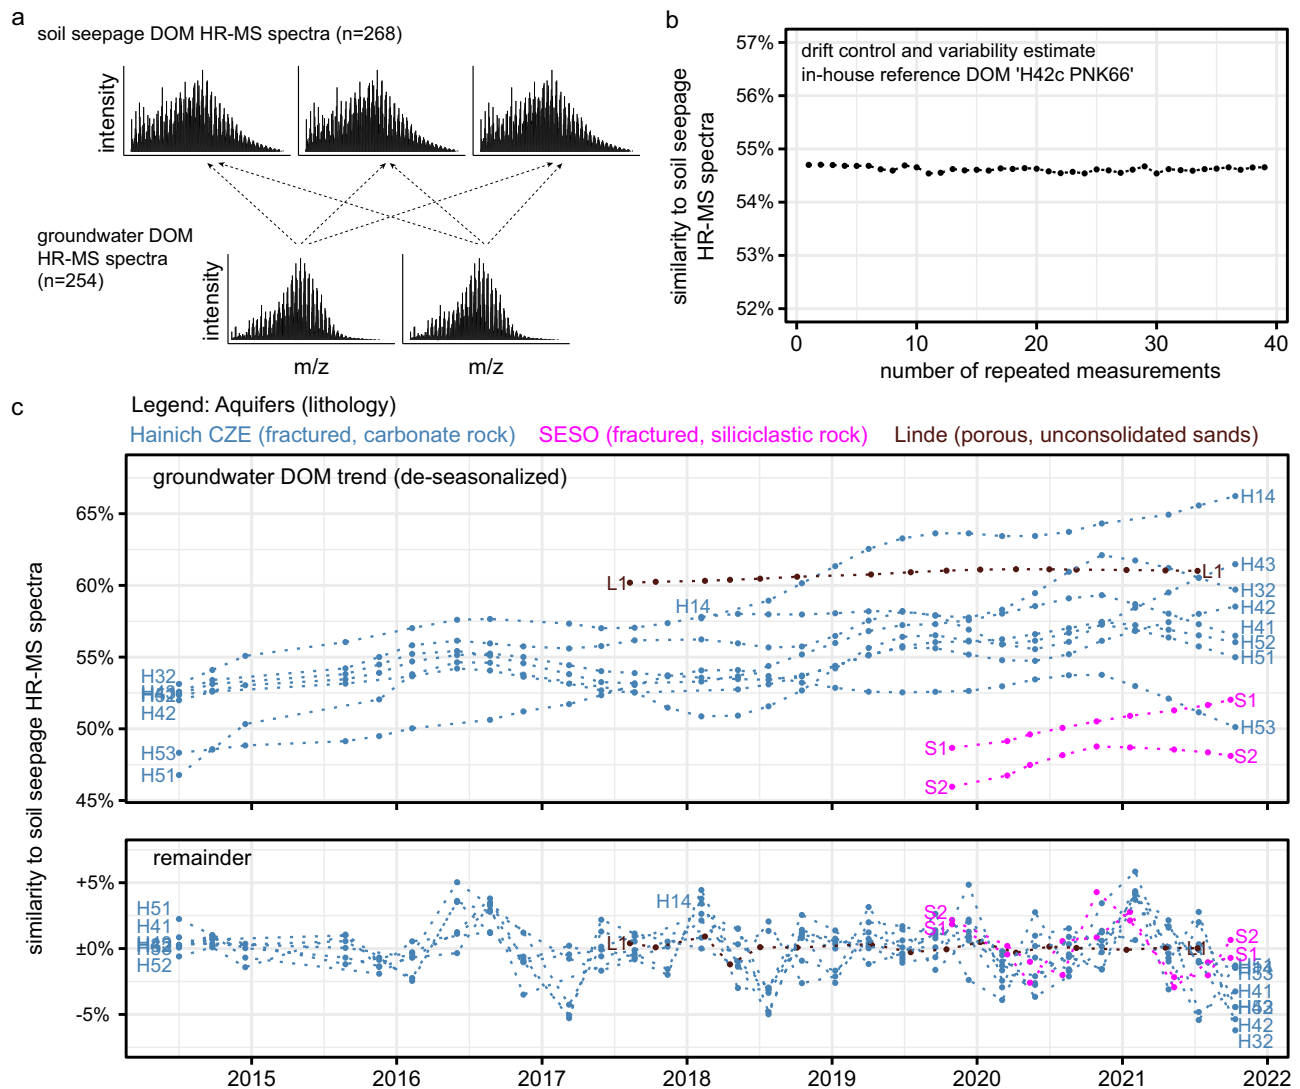 a
soil seepage DOM HR-MS spectra (n=268)
intensity
groundwater DOM
HR-MS spectra
(n=254)
intensity
m/z
m/z
b
similarity to soil seepage
HR-MS spectra
57%
56%
55%
54%
53%
52%
drift control and variability estimate
in-house reference DOM 'H42c PNK66'
0
10
20
30
40
number of repeated measurements
c
Legend: Aquifers (lithology)
Hainich CZE (fractured, carbonate rock)
SESO (fractured, siliciclastic rock)
Linde (porous, unconsolidated sands)
similarity to soil seepage HR-MS spectra
groundwater DOM trend (de-seasonalized)
65%
60%
55%
50%
45%
H32
H42
H53
H51
L1
H14
S1
S2
H14
H43
L1
H32
H42
H41
H52
H51
S1
H53
S2
remainder
+5%
±0%
-5%
H51
H41
H52
L1
H14
S2
S1
L1
S2
S1
H51
H53
H41
H42
H32
2015
2016
2017
2018
2019
2020
2021
2022